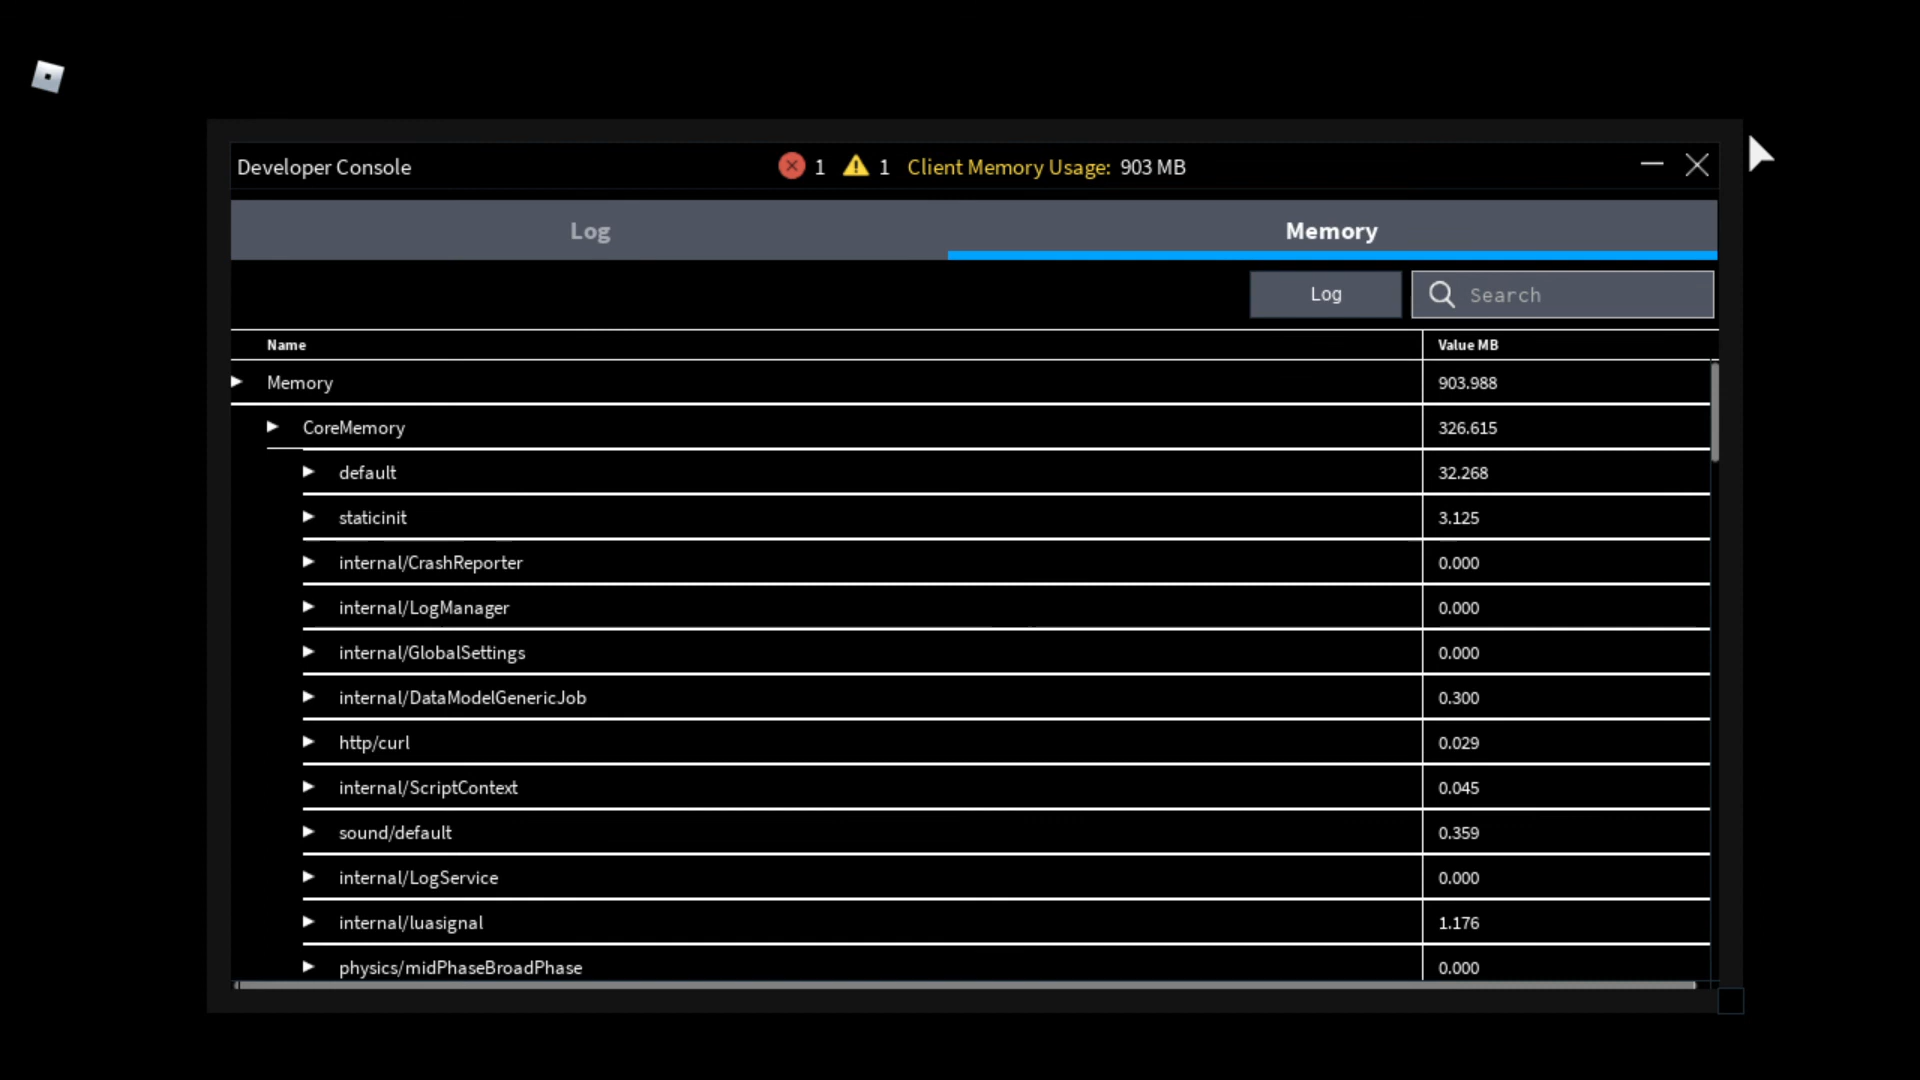 Developer Console 1 1 Client Memory Usage: 903 MB
Log Memory
Log Search
Name Value MB
Memory 903.988
CoreMemory 326.615
default 32.268
staticinit 3.125
internal/CrashReporter 0.000
internal/LogManager 0.000
internal/GlobalSettings 0.000
internal/DataModelGenericJob 0.300
http/curl 0.029
internal/ScriptContext 0.045
sound/default 0.359
internal/LogService 0.000
internal/luasignal 1.176
physics/midPhaseBroadPhase 0.000